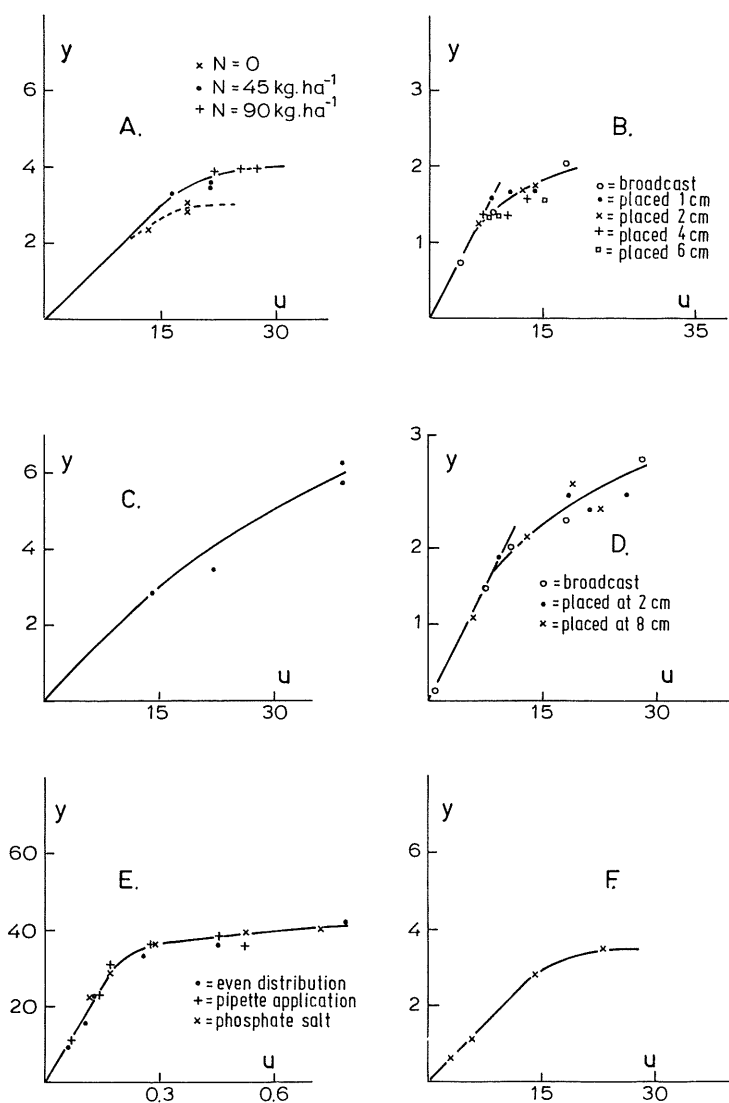 y
× N = 0
• N = 45 kg.ha⁻¹
+ N = 90 kg.ha⁻¹
A.
6
4
2
u
15
30
y
B.
3
2
1
o = broadcast
• = placed 1 cm
× = placed 2 cm
+ = placed 4 cm
□ = placed 6 cm
u
15
35
y
C.
6
4
2
u
15
30
3
y
2
D.
o = broadcast
• = placed at 2 cm
× = placed at 8 cm
1
u
15
30
y
60
E.
40
20
• = even distribution
+ = pipette application
× = phosphate salt
u
0.3
0.6
y
6
F.
4
2
u
15
30